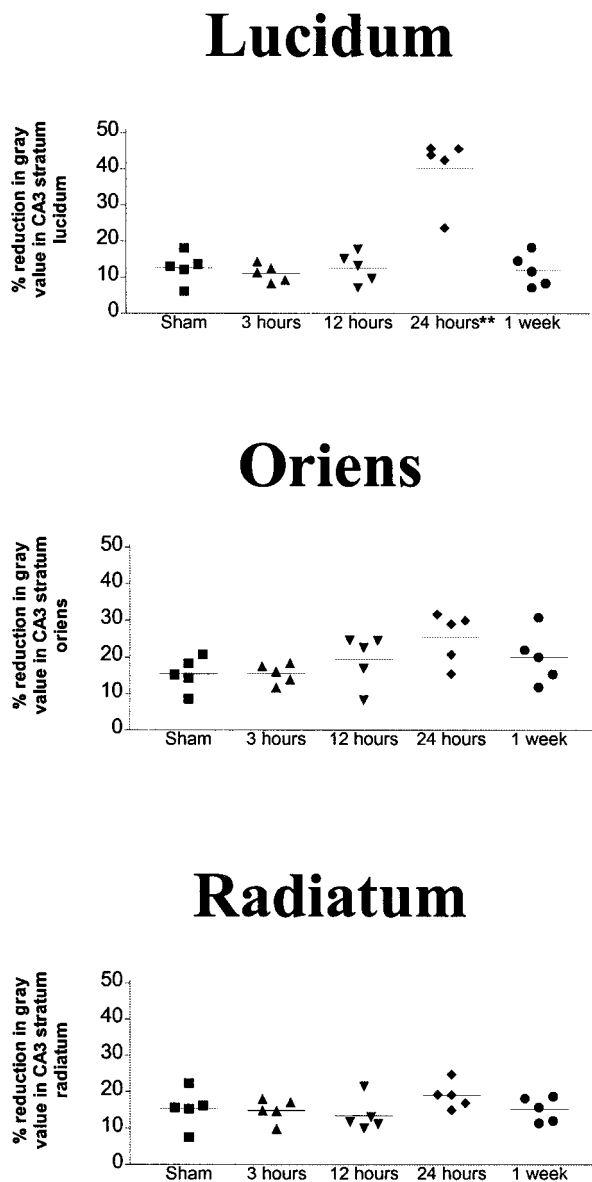 Lucidum
% reduction in gray
value in CA3 stratum
lucidum
50
40
30
20
10
0
Sham 3 hours 12 hours 24 hours** 1 week
Oriens
% reduction in gray
value in CA3 stratum
oriens
50
40
30
20
10
0
Sham 3 hours 12 hours 24 hours 1 week
Radiatum
% reduction in gray
value in CA3 stratum
radiatum
50
40
30
20
10
0
Sham 3 hours 12 hours 24 hours 1 week